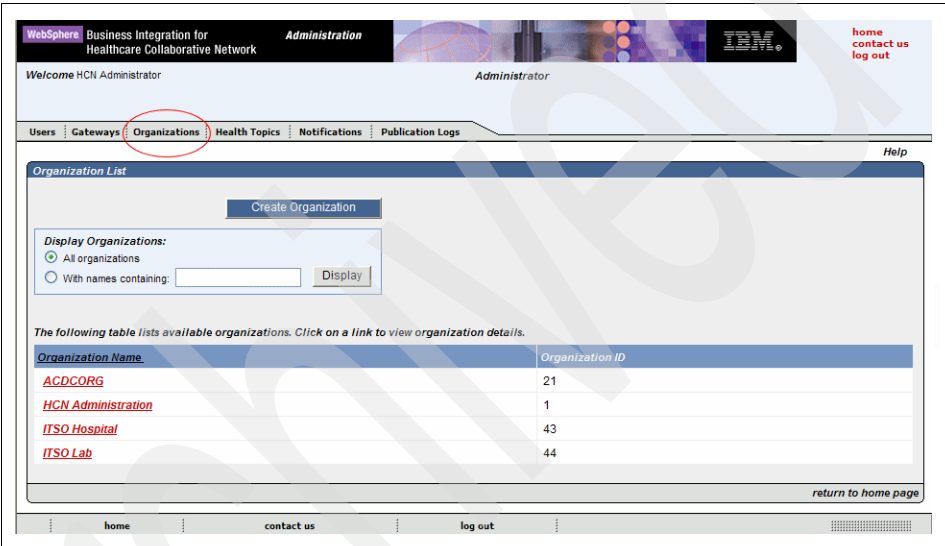 WebSphere Business Integration for Healthcare Collaborative Network
Administration
IBM
home
contact us
log out
Welcome HCN Administrator
Administrator
Users Gateways Organizations Health Topics Notifications Publication Logs
Help
Organization List
Create Organization
Display Organizations:
All organizations
With names containing: Display
The following table lists available organizations. Click on a link to view organization details.
Organization Name Organization ID
ACDCORG 21
HCN Administration 1
ITSO Hospital 43
ITSO Lab 44
return to home page
home contact us log out